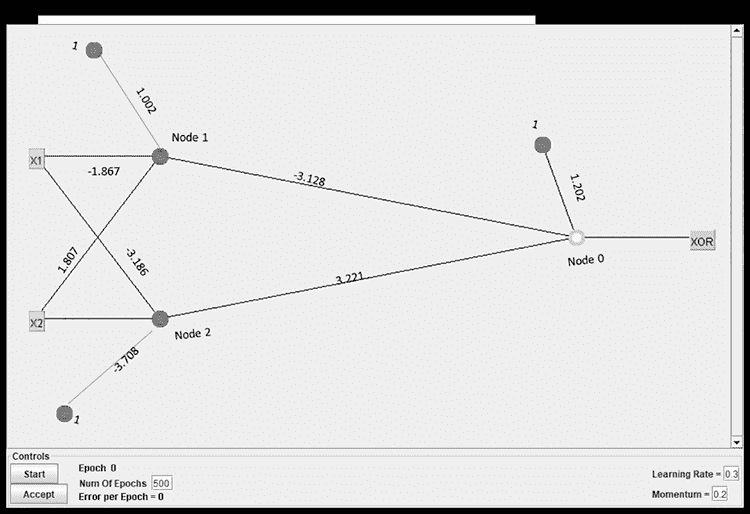 1
1.002
Node 1
1
X1
-1.867
-3.128
1.202
1.807
-3.186
XOR
Node 0
3.221
X2
Node 2
-3.708
1
Controls
Start
Epoch 0
Num Of Epochs 500
Learning Rate = 0.3
Accept
Error per Epoch = 0
Momentum = 0.2